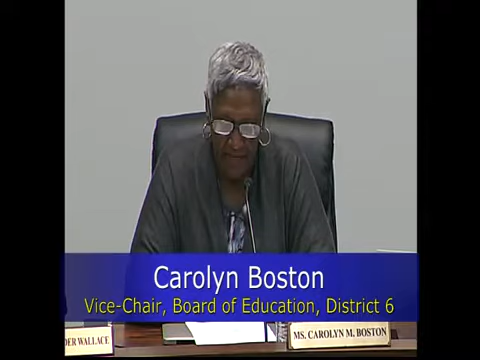 Carolyn Boston
Vice-Chair, Board of Education, District 6
DER WALLACE
MS. CAROLYN M. BOSTON